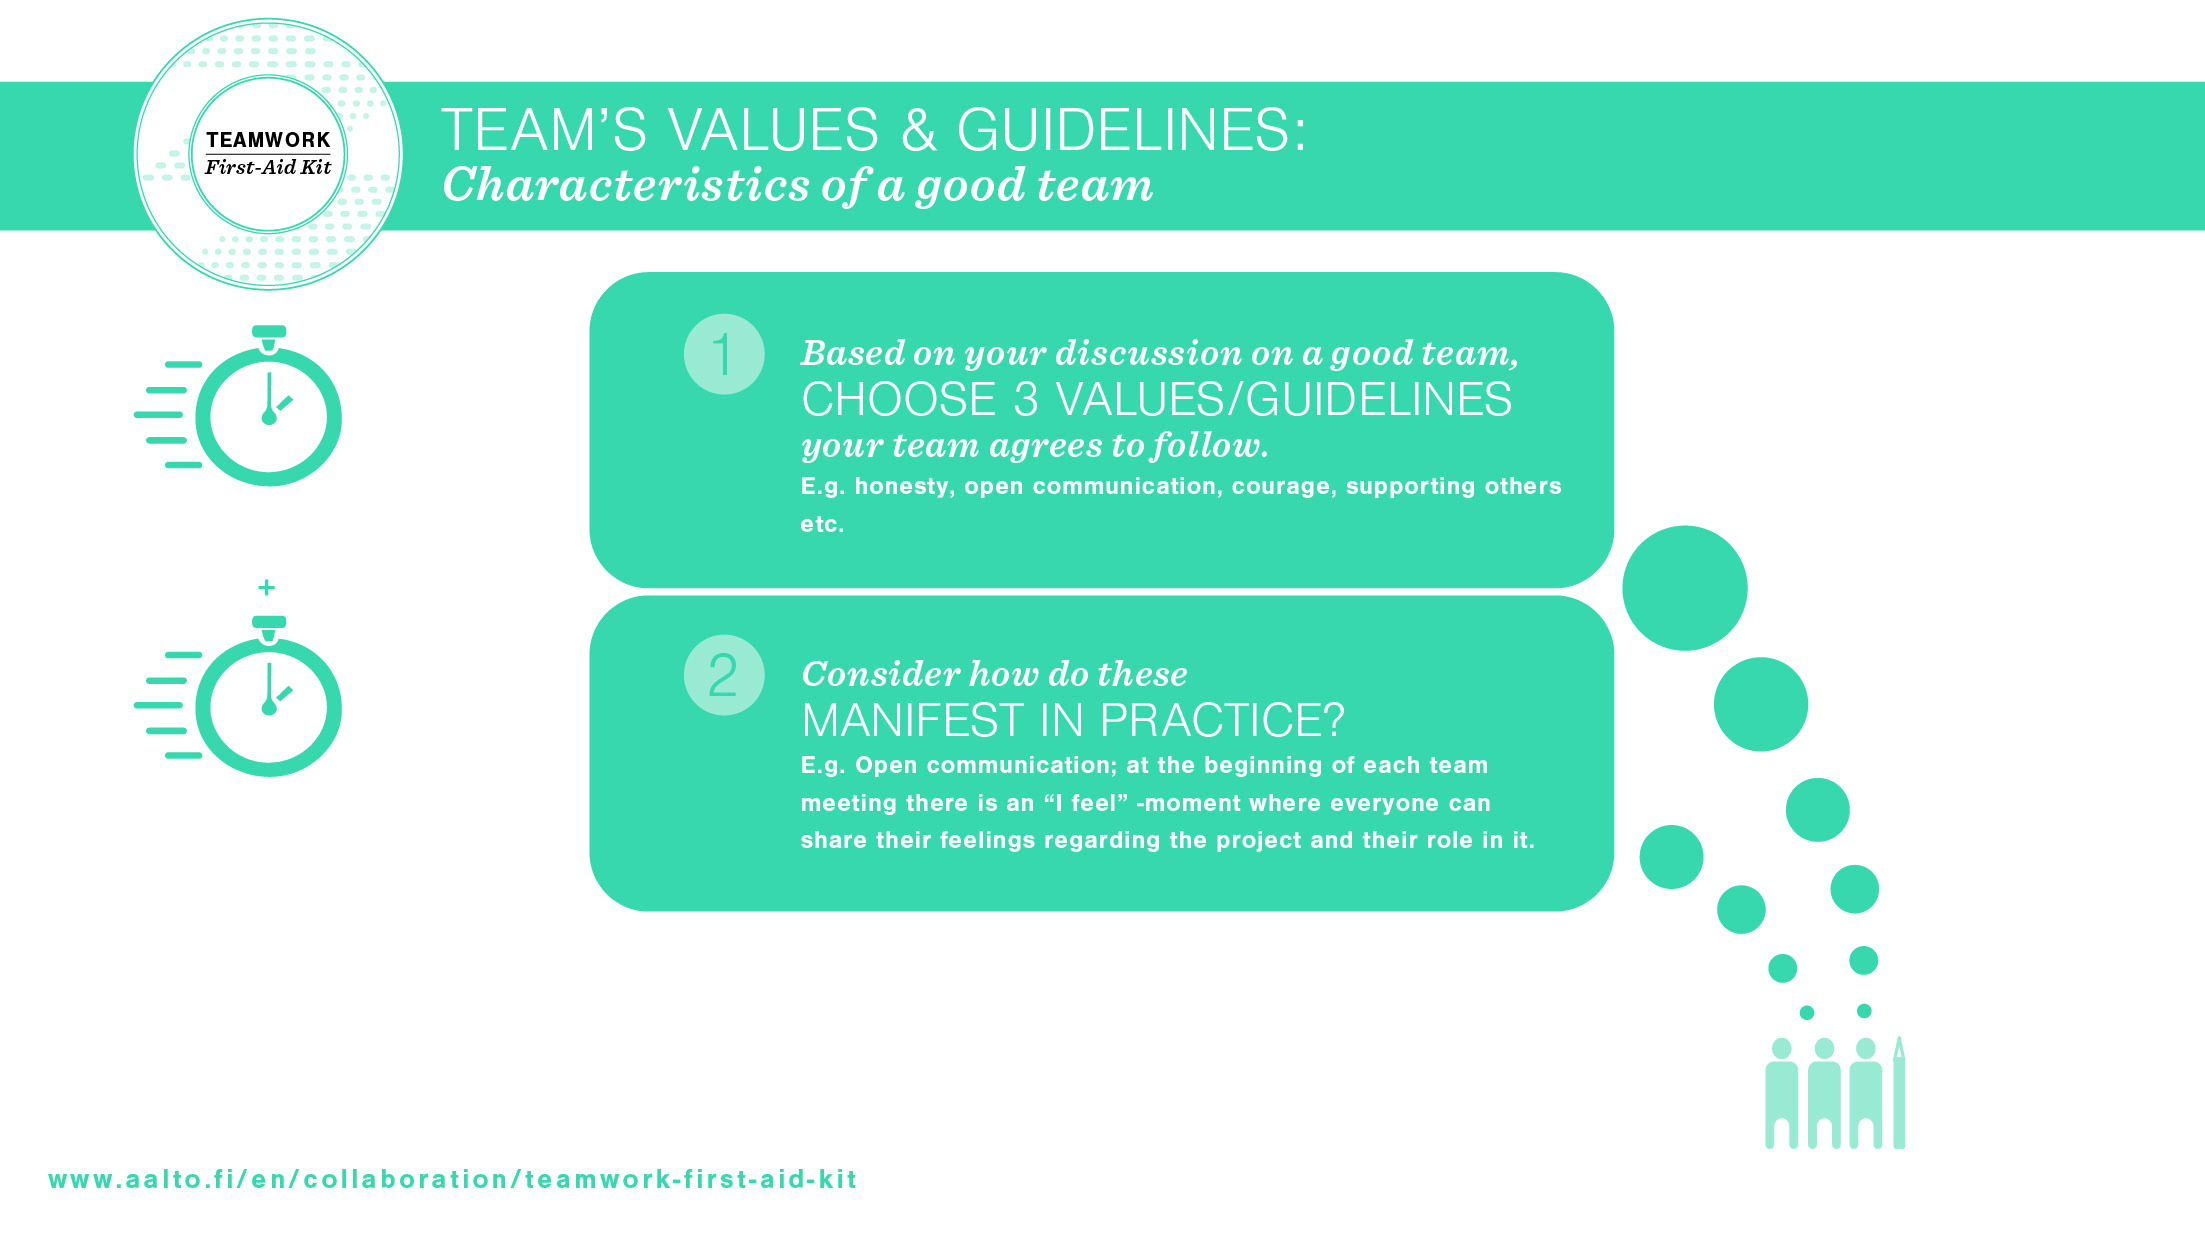 TEAMWORK
First-Aid Kit
TEAM’S VALUES & GUIDELINES:
Characteristics of a good team
1
Based on your discussion on a good team,
CHOOSE 3 VALUES/GUIDELINES
your team agrees to follow.
E.g. honesty, open communication, courage, supporting others
etc.
+
2
Consider how do these
MANIFEST IN PRACTICE?
E.g. Open communication; at the beginning of each team
meeting there is an “I feel” -moment where everyone can
share their feelings regarding the project and their role in it.
www.aalto.fi/en/collaboration/teamwork-first-aid-kit